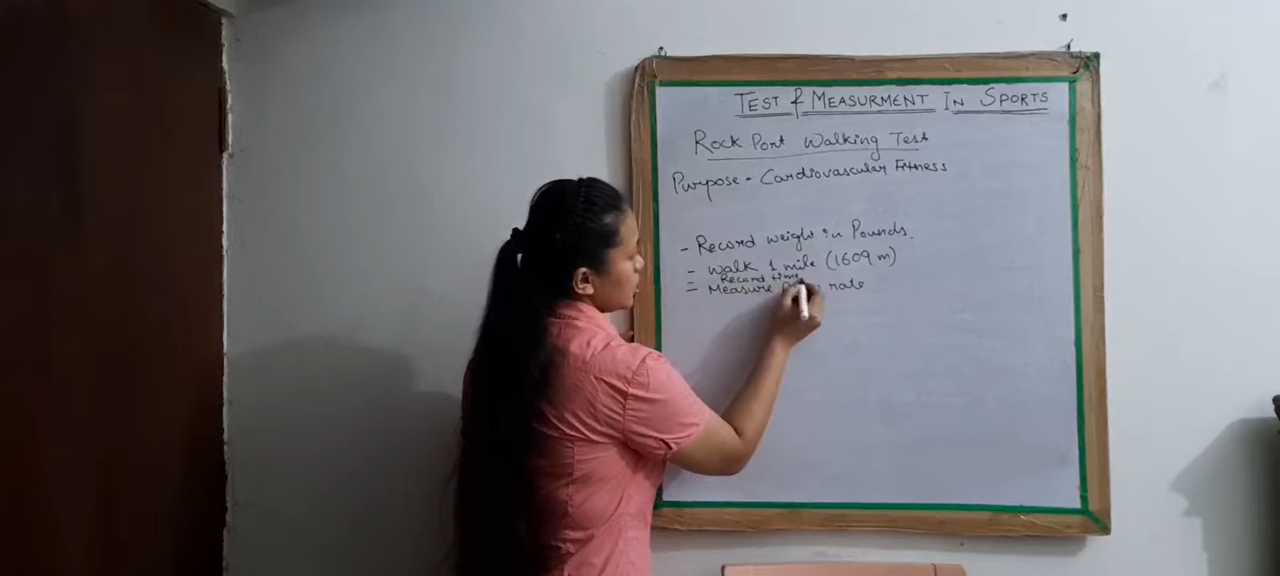 TEST & MEASURMENT IN SPORTS
Rock Port Walking Test
Purpose - Cardiovascular Fitness
- Record weight in Pounds.
- Walk 1 mile (1609 m)
Record time
- Measure rate